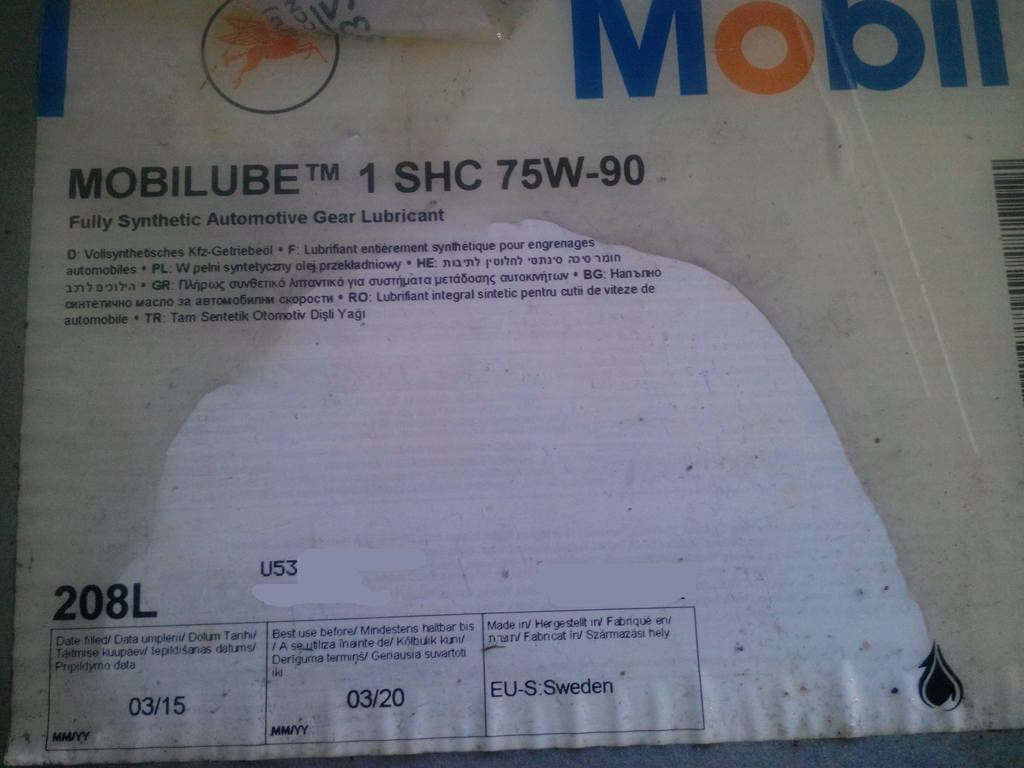 Mobil
MOBILUBE™ 1 SHC 75W-90
Fully Synthetic Automotive Gear Lubricant
D: Vollsynthetisches Kfz-Getriebeöl • F: Lubrifiant entièrement synthétique pour engrenages
automobiles • PL: W pełni syntetyczny olej przekładniowy • HE: חומר סיכה סינתטי לחלוטין לתיבות
הילוכים לרכב • GR: Πλήρως συνθετικό λιπαντικό για συστήματα μετάδοσης αυτοκινήτων • BG: Напълно
синтетично масло за автомобилни скорости • RO: Lubrifiant integral sintetic pentru cutii de viteze de
automobile • TR: Tam Sentetik Otomotiv Dişli Yağı
U53
208L
Date filled/ Data umplerii/ Dolum Tarihi/
Täitmise kuupäev/ Iepildīšanas datums/
Pripildymo data
03/15
MM/YY
Best use before/ Mindestens haltbar bis
/ A se utiliza înainte de/ Kõlbulik kuni/
Derīguma termiņš/ Geriausia suvartoti
iki
03/20
MM/YY
Made in/ Hergestellt in/ Fabriqué en/
תוצרת/ Fabricat în/ Származási hely
EU-S:Sweden